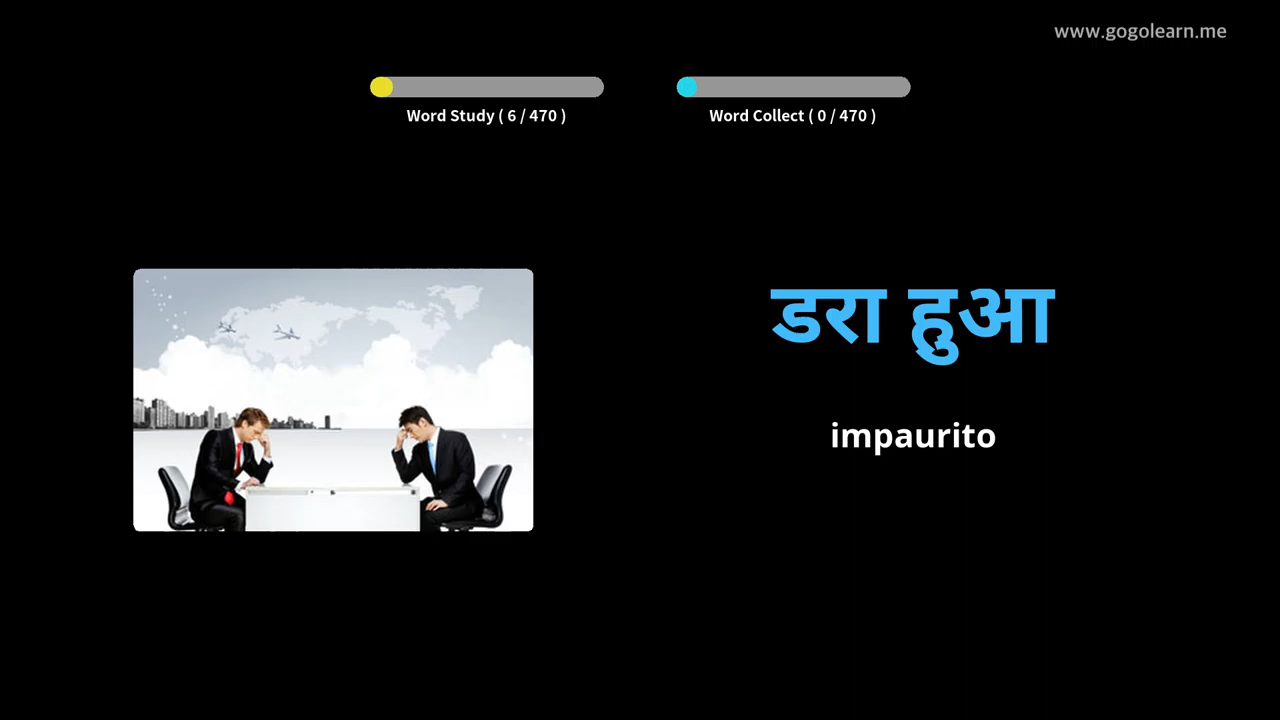 www.gogolearn.me
Word Study ( 6 / 470 )
Word Collect ( 0 / 470 )
डरा हुआ
impaurito